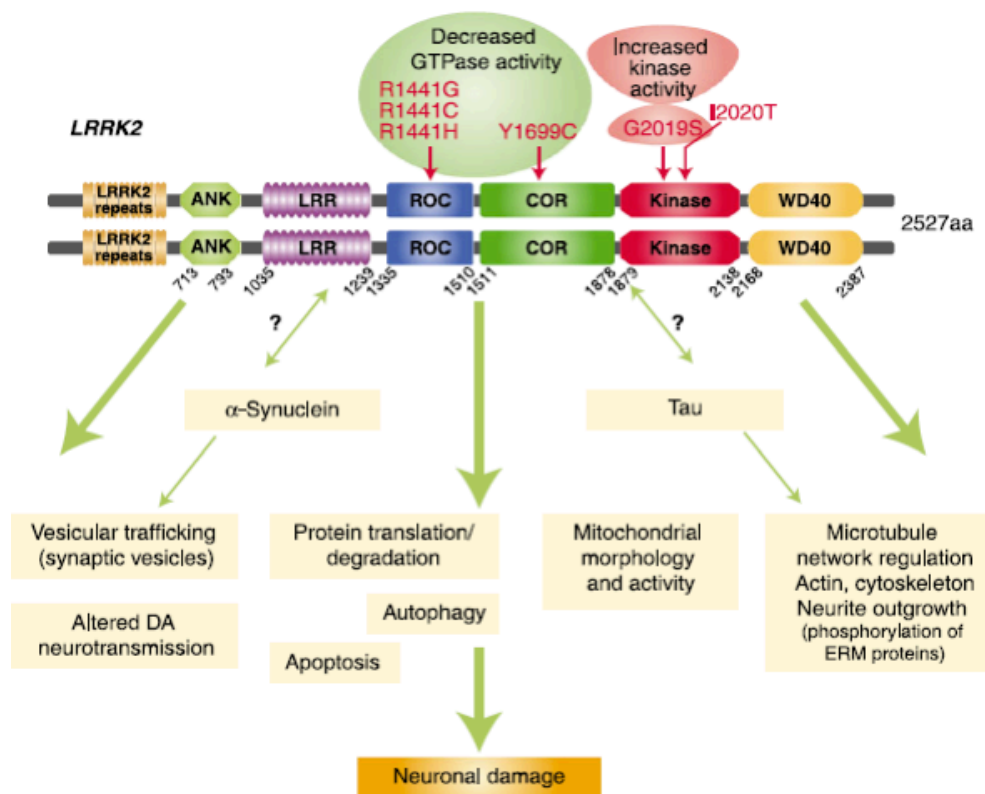 Decreased
GTPase activity
R1441G
R1441C
R1441H
Y1699C
Increased
kinase
activity
G2019S
I2020T
LRRK2
LRRK2
repeats
ANK
LRR
ROC
COR
Kinase
WD40
2527aa
LRRK2
repeats
ANK
LRR
ROC
COR
Kinase
WD40
713
793
1035
1239
1335
1510
1511
1878
1879
2138
2168
2387
?
?
α-Synuclein
Tau
Vesicular trafficking
(synaptic vesicles)
Altered DA
neurotransmission
Protein translation/
degradation
Autophagy
Apoptosis
Mitochondrial
morphology
and activity
Microtubule
network regulation
Actin, cytoskeleton
Neurite outgrowth
(phosphorylation of
ERM proteins)
Neuronal damage